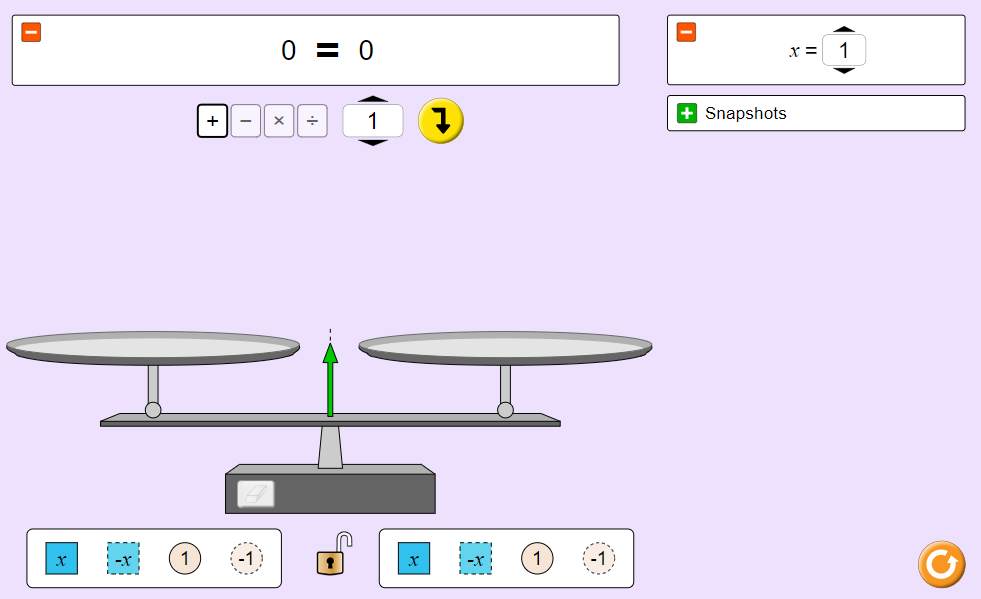 0 = 0
x = 1
+ − × ÷ 1
Snapshots
x -x 1 -1
x -x 1 -1